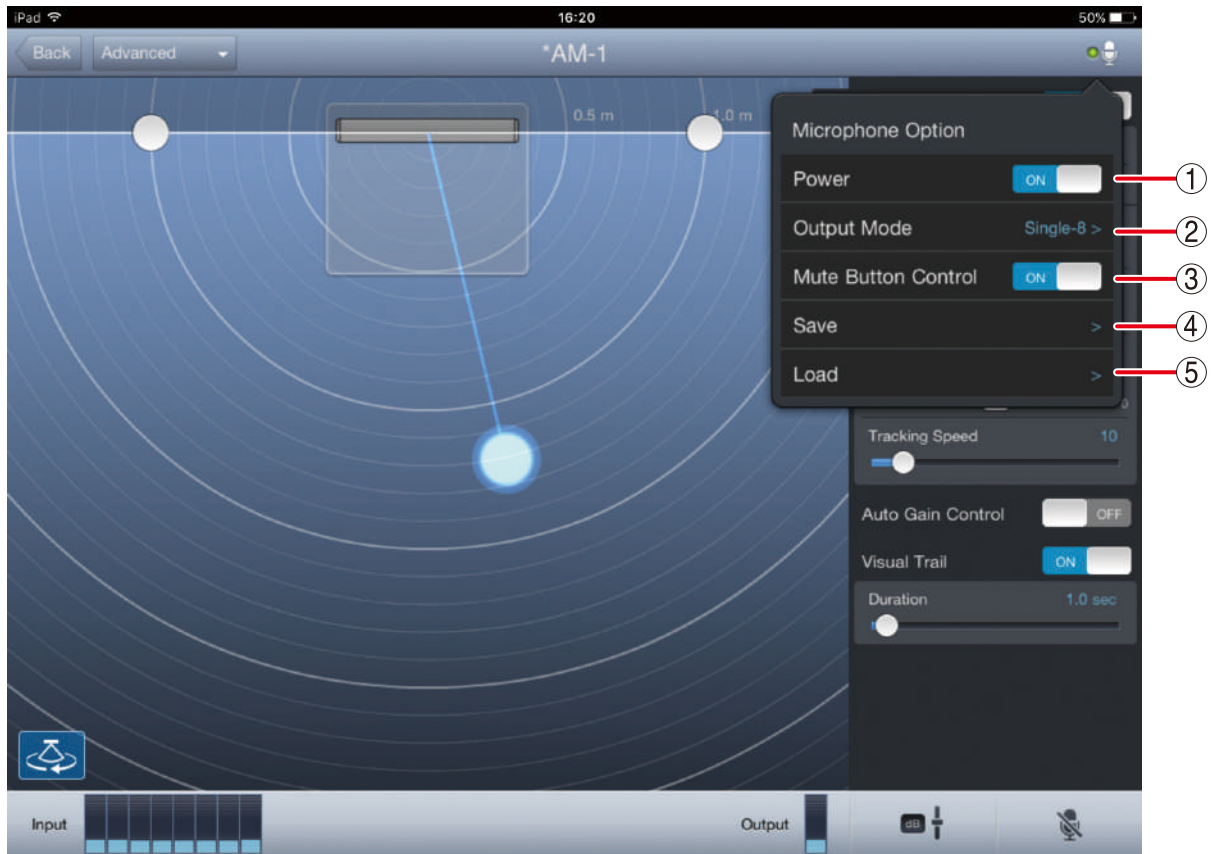 iPad 16:20 50%
Back Advanced *AM-1
0.5 m 1.0 m
Microphone Option
Power ON ①
Output Mode Single-8 > ②
Mute Button Control ON ③
Save > ④
Load > ⑤
Tracking Speed 10
Auto Gain Control OFF
Visual Trail ON
Duration 1.0 sec
Input Output dB